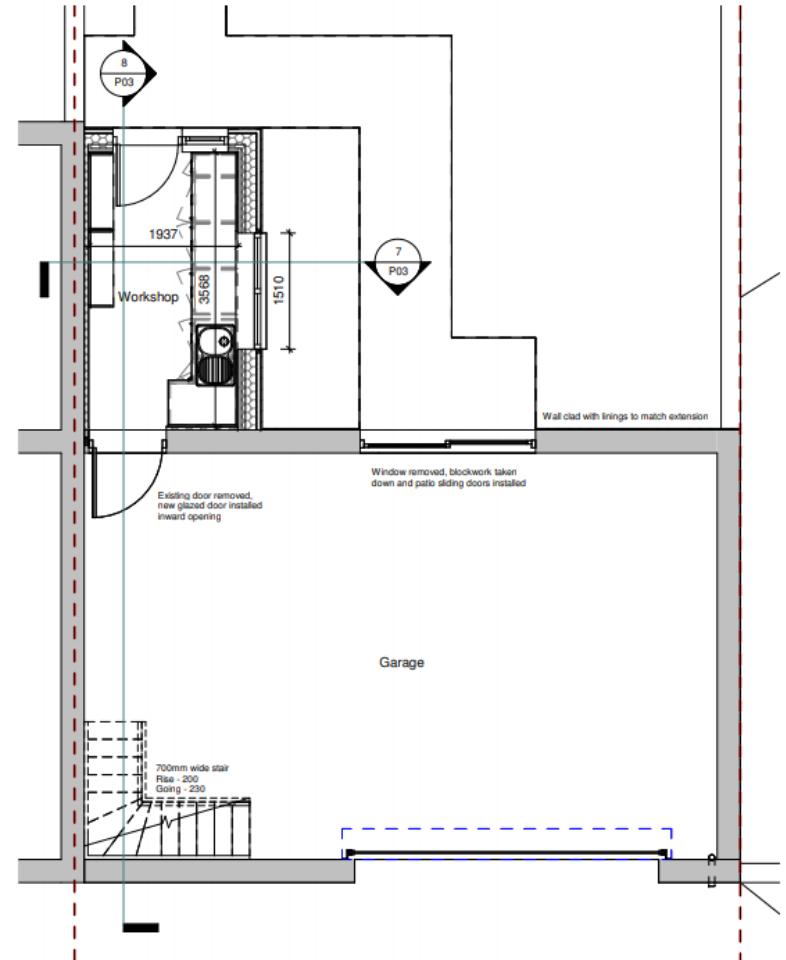 8
P03
1937
7
P03
Workshop
3568
1510
Wall clad with linings to match extension
Window removed, blockwork taken
down and patio sliding doors installed
Existing door removed,
new glazed door installed
inward opening
Garage
700mm wide stair
Rise - 200
Going - 230